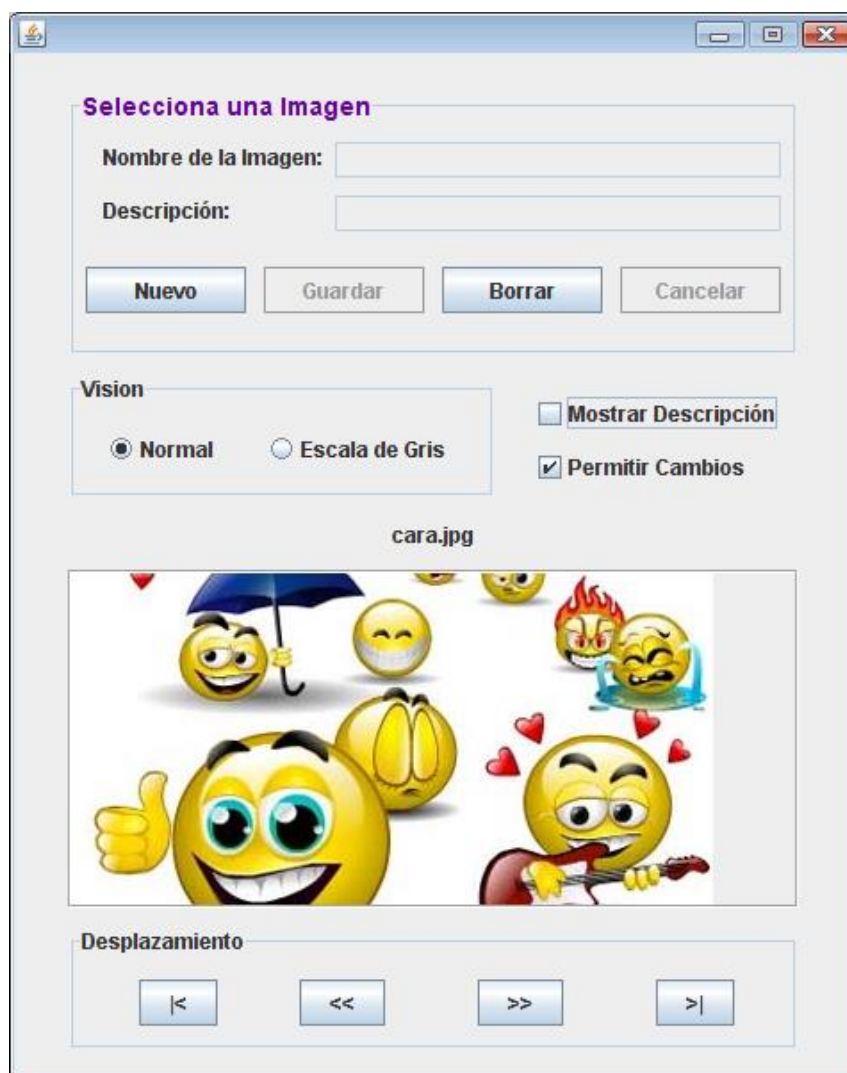 Selecciona una Imagen
Nombre de la Imagen:
Descripción:
Nuevo Guardar Borrar Cancelar
Vision
Normal Escala de Gris
Mostrar Descripción
Permitir Cambios
cara.jpg
Desplazamiento
|< << >> >|